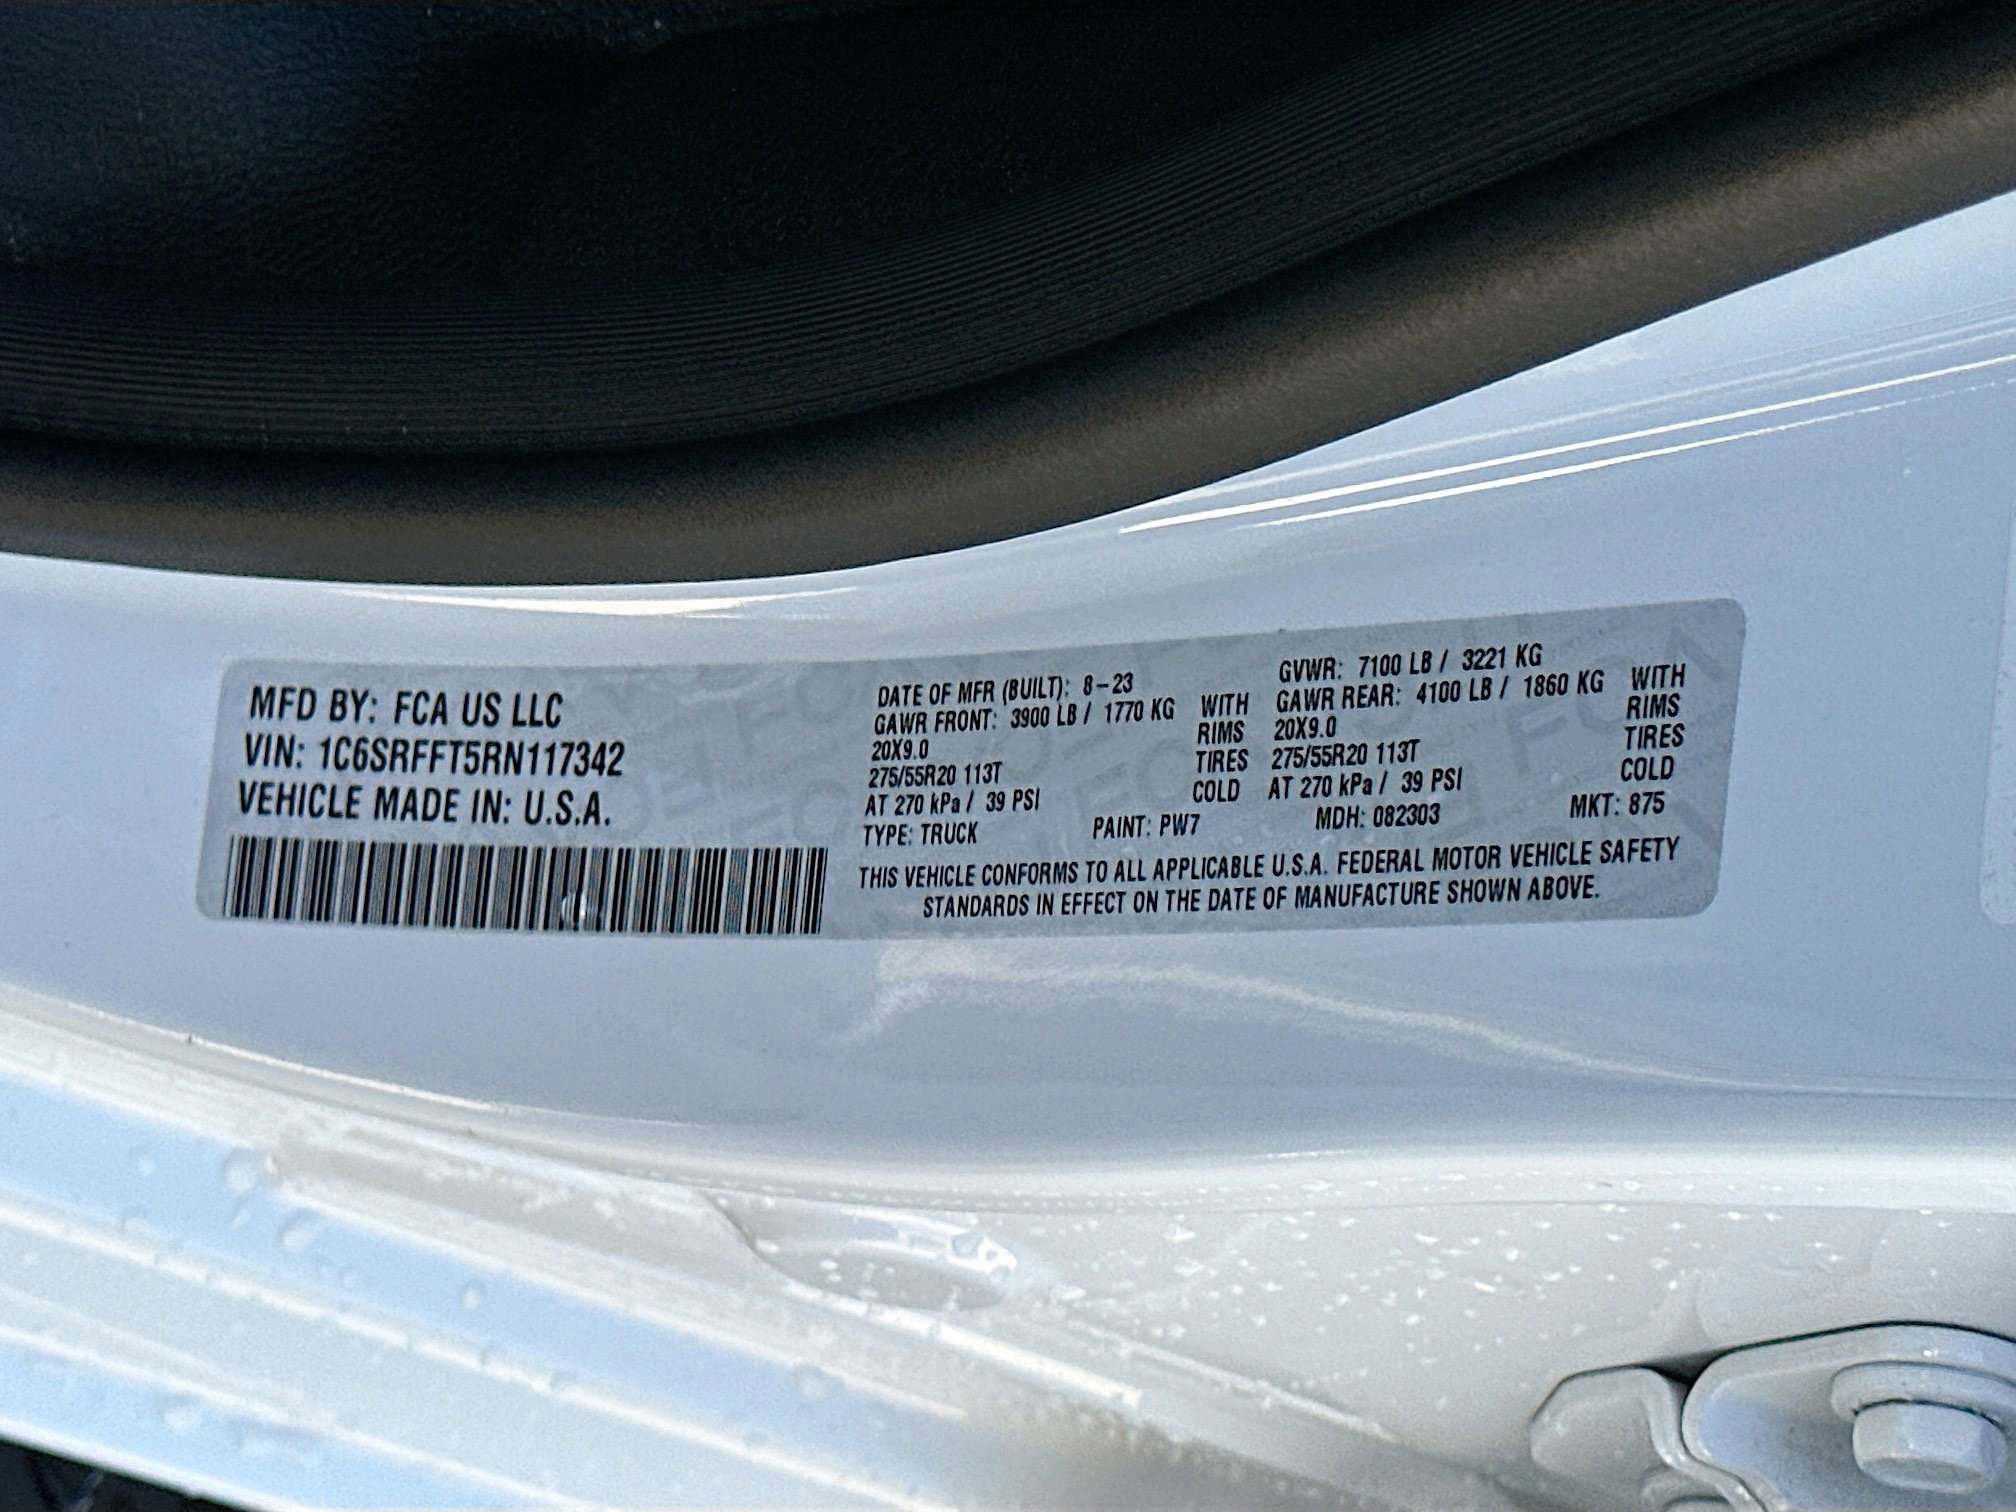 MFD BY: FCA US LLC
VIN: 1C6SRFFT5RN117342
VEHICLE MADE IN: U.S.A.
DATE OF MFR (BUILT): 8-23 GVWR: 7100 LB / 3221 KG
GAWR FRONT: 3900 LB / 1770 KG WITH GAWR REAR: 4100 LB / 1860 KG WITH
20X9.0 RIMS 20X9.0 RIMS
275/55R20 113T TIRES 275/55R20 113T TIRES
AT 270 kPa / 39 PSI COLD AT 270 kPa / 39 PSI COLD
TYPE: TRUCK PAINT: PW7 MDH: 082303 MKT: 875
THIS VEHICLE CONFORMS TO ALL APPLICABLE U.S.A. FEDERAL MOTOR VEHICLE SAFETY
STANDARDS IN EFFECT ON THE DATE OF MANUFACTURE SHOWN ABOVE.